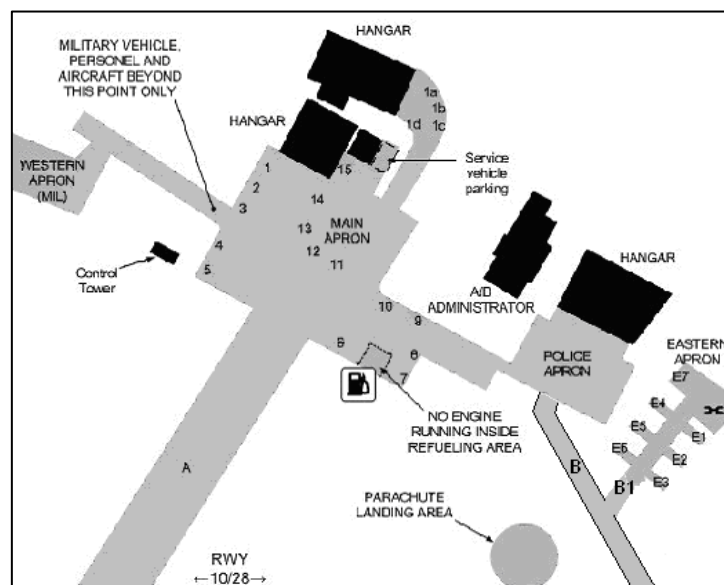 HANGAR
MILITARY VEHICLE,
PERSONEL AND
AIRCRAFT BEYOND
THIS POINT ONLY
1a
1b
1c
1d
HANGAR
WESTERN
APRON
(MIL)
1
2
3
4
5
15
14
13
12
11
MAIN
APRON
Service
vehicle
parking
Control
Tower
10
9
8
6
7
A/D
ADMINISTRATOR
HANGAR
POLICE
APRON
EASTERN
APRON
E7
E4
E5
E6
E1
E2
E3
NO ENGINE
RUNNING INSIDE
REFUELING AREA
A
B
B1
PARACHUTE
LANDING AREA
RWY
←10/28→